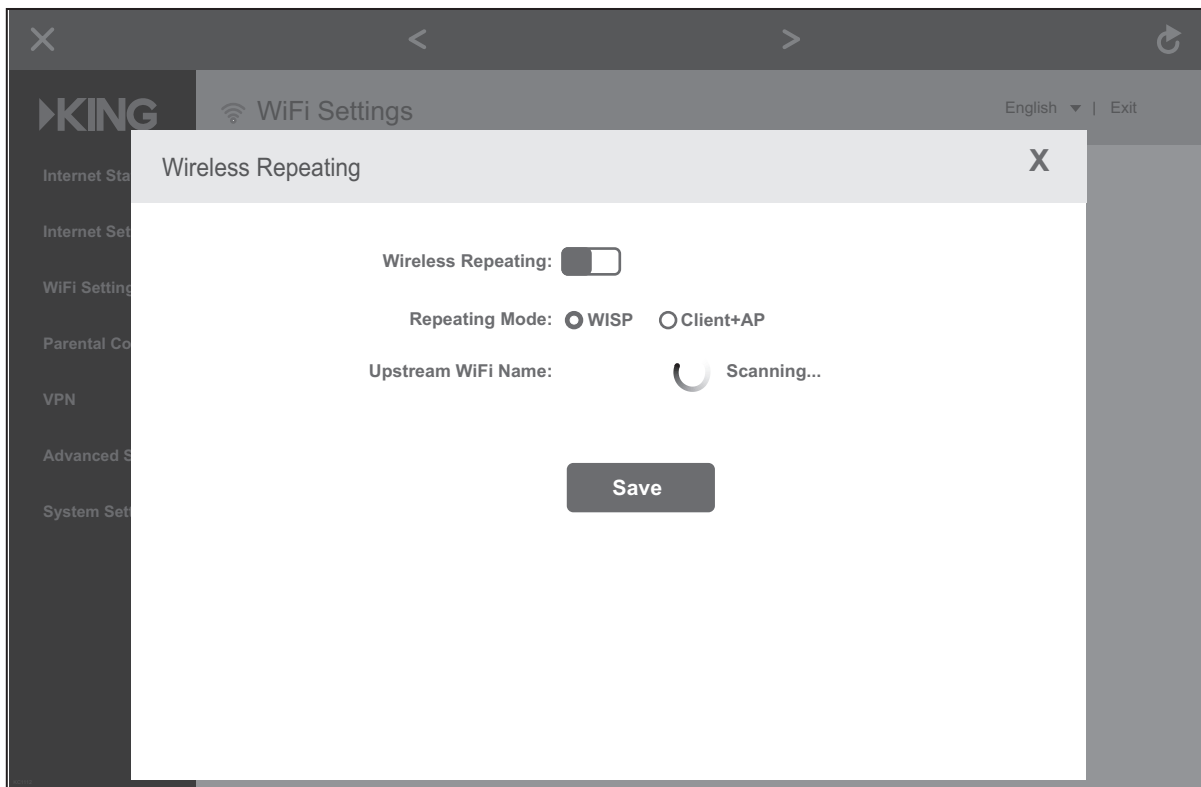 KING
WiFi Settings
English | Exit
Wireless Repeating
X
Internet Sta
Internet Set
WiFi Setting
Parental Co
VPN
Advanced S
System Sett
Wireless Repeating:
Repeating Mode: WISP Client+AP
Upstream WiFi Name: Scanning...
Save